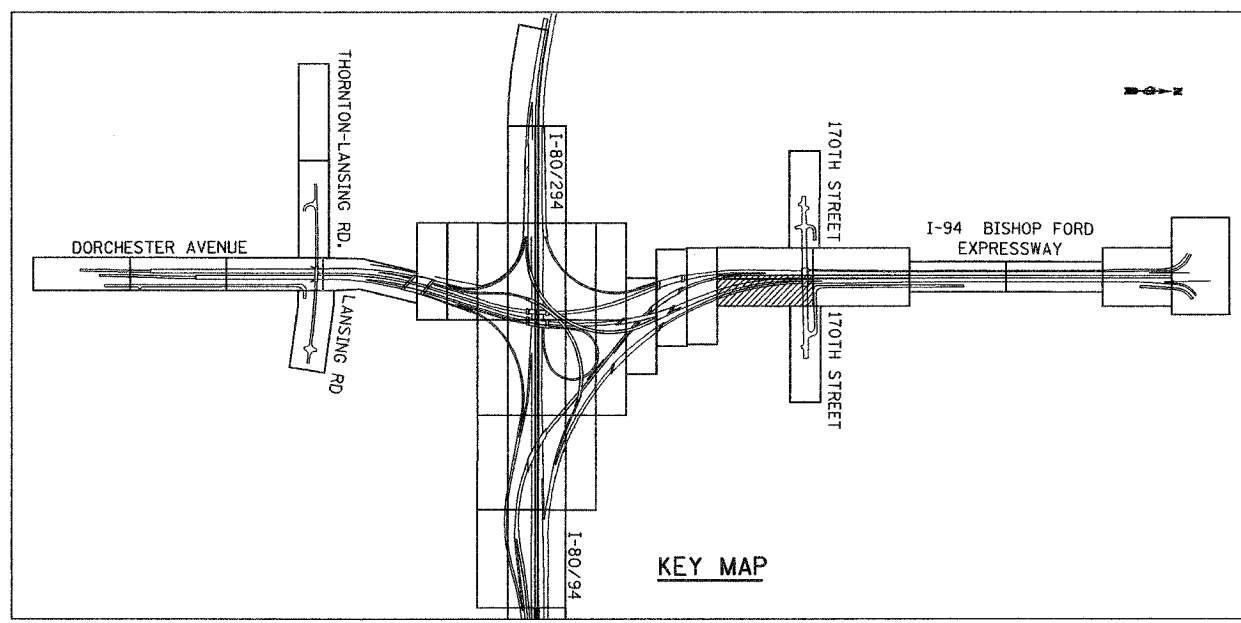 THORNTON-LANSING RD.
I-80/294
170TH STREET
N
DORCHESTER AVENUE
I-94 BISHOP FORD
EXPRESSWAY
LANSING RD
170TH STREET
I-80/94
KEY MAP